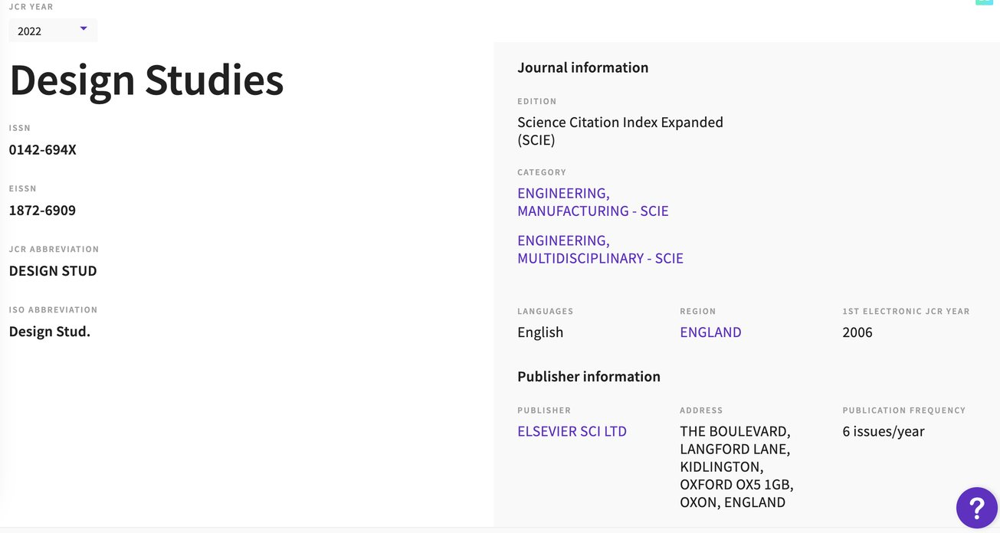 JCR YEAR
2022
Design Studies
ISSN
0142-694X
EISSN
1872-6909
JCR ABBREVIATION
DESIGN STUD
ISO ABBREVIATION
Design Stud.
Journal information
EDITION
Science Citation Index Expanded
(SCIE)
CATEGORY
ENGINEERING,
MANUFACTURING - SCIE
ENGINEERING,
MULTIDISCIPLINARY - SCIE
LANGUAGES
English
REGION
ENGLAND
1ST ELECTRONIC JCR YEAR
2006
Publisher information
PUBLISHER
ELSEVIER SCI LTD
ADDRESS
THE BOULEVARD,
LANGFORD LANE,
KIDLINGTON,
OXFORD OX5 1GB,
OXON, ENGLAND
PUBLICATION FREQUENCY
6 issues/year
?